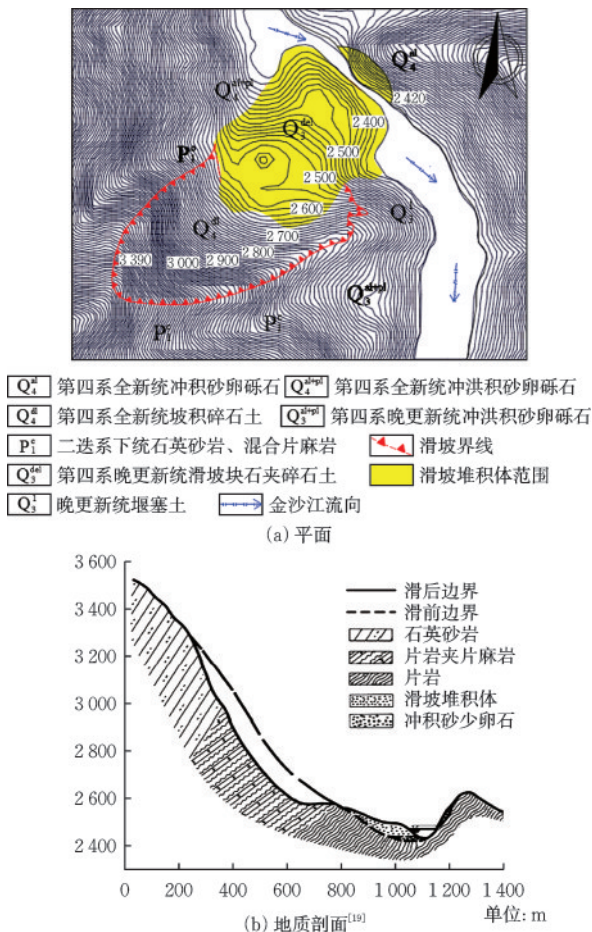 Q₄ᵃˡ
Q₄ᵃˡ⁺ᵖˡ
2 420
Q₃ᵈᵉˡ
2 400
P₁ᵉ
2 500
2 500
Q₄ᵈˡ
2 600
Q₃ˡ
2 700
2 800
3 390
3 000
2 900
Q₃ᵃˡ⁺ᵖˡ
P₁ᵉ
P₁ᵉ
Q₄ᵃˡ 第四系全新统冲积砂卵砾石 Q₄ᵃˡ⁺ᵖˡ 第四系全新统冲洪积砂卵砾石
Q₄ᵈˡ 第四系全新统坡积碎石土 Q₃ᵃˡ⁺ᵖˡ 第四系晚更新统冲洪积砂卵砾石
P₁ᵉ 二迭系下统石英砂岩、混合片麻岩 滑坡界线
Q₃ᵈᵉˡ 第四系晚更新统滑坡块石夹碎石土 滑坡堆积体范围
Q₃ˡ 晚更新统堰塞土 金沙江流向
(a) 平面
3 600
3 400
3 200
3 000
2 800
2 600
2 400
滑后边界
滑前边界
石英砂岩
片岩夹片麻岩
片岩
滑坡堆积体
冲积砂少卵石
0 200 400 600 800 1 000 1 200 1 400
单位: m
(b) 地质剖面[19]